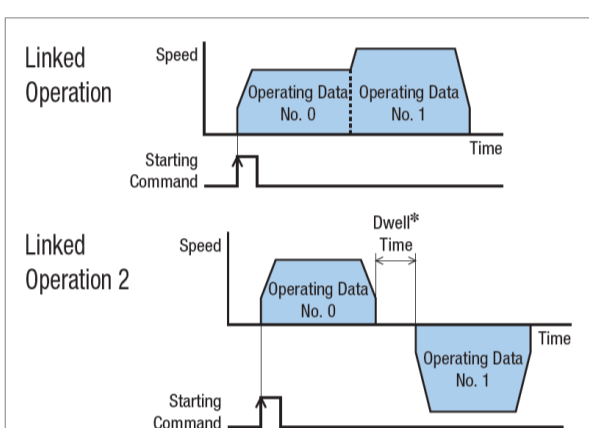 Linked
Operation
Speed
Operating Data
No. 0
Operating Data
No. 1
Time
Starting
Command
Linked
Operation 2
Speed
Dwell*
Time
Operating Data
No. 0
Time
Operating Data
No. 1
Starting
Command